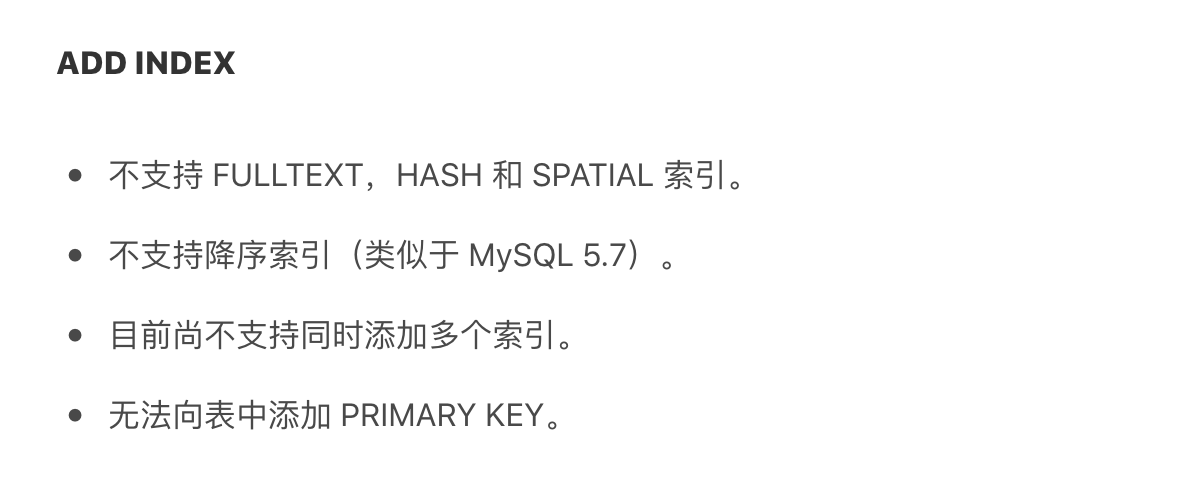 ADD INDEX
• 不支持 FULLTEXT，HASH 和 SPATIAL 索引。
• 不支持降序索引（类似于 MySQL 5.7）。
• 目前尚不支持同时添加多个索引。
• 无法向表中添加 PRIMARY KEY。